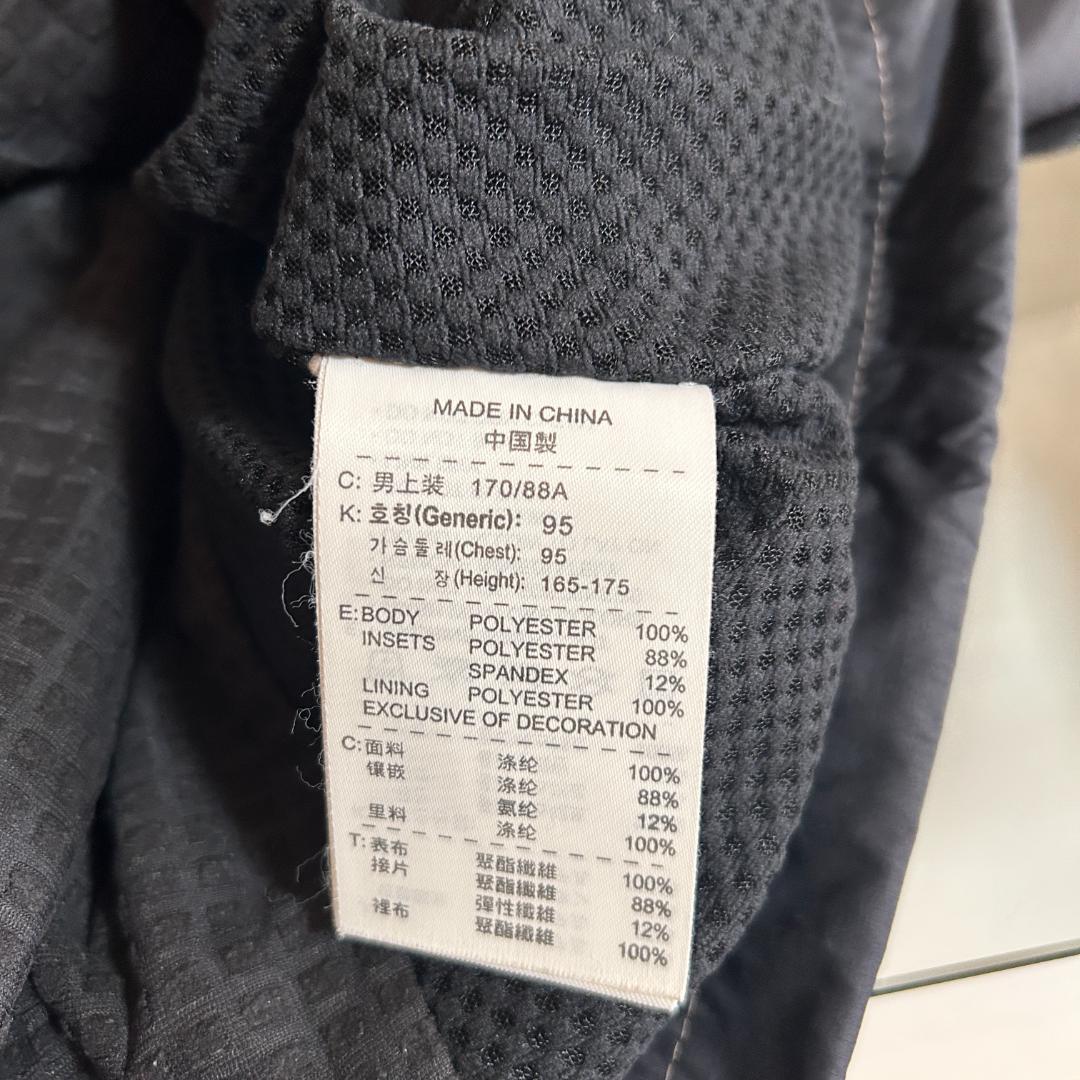 MADE IN CHINA
中国製
C: 男上装 170/88A
K: 호칭(Generic): 95
가슴둘레(Chest): 95
신 장(Height): 165-175
E: BODY POLYESTER 100%
INSETS POLYESTER 88%
SPANDEX 12%
LINING POLYESTER 100%
EXCLUSIVE OF DECORATION
C: 面料 涤纶 100%
镶嵌 涤纶 88%
氨纶 12%
里料 涤纶 100%
T: 表布 聚酯纖維 100%
接片 聚酯纖維 88%
彈性纖維 12%
裡布 聚酯纖維 100%